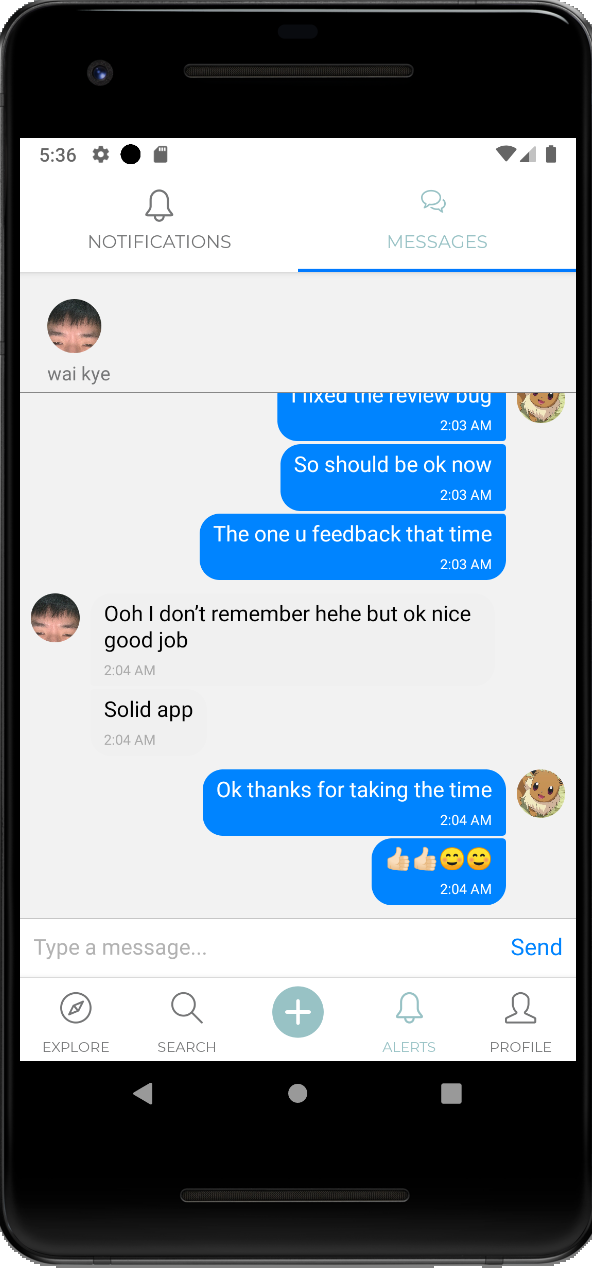 5:36
NOTIFICATIONS
MESSAGES
wai kye
I fixed the review bug
2:03 AM
So should be ok now
2:03 AM
The one u feedback that time
2:03 AM
Ooh I don't remember hehe but ok nice
good job
2:04 AM
Solid app
2:04 AM
Ok thanks for taking the time
2:04 AM
👍🏻👍🏻😊😊
2:04 AM
Type a message...
Send
EXPLORE
SEARCH
ALERTS
PROFILE